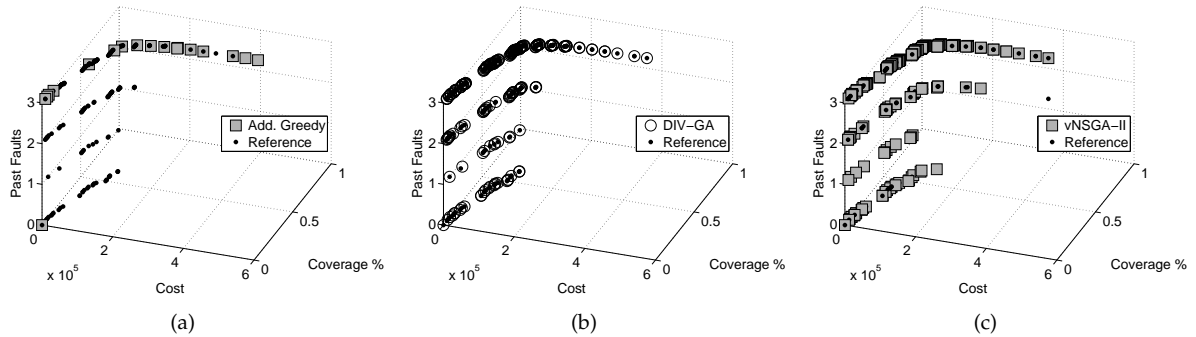 3
2
1
0
Past Faults
Add. Greedy
Reference
1
0.5
0
Coverage %
0
2
4
6
x 10^5
Cost
(a)
3
2
1
0
Past Faults
DIV-GA
Reference
1
0.5
0
Coverage %
0
2
4
6
x 10^5
Cost
(b)
3
2
1
0
Past Faults
vNSGA-II
Reference
1
0.5
0
Coverage %
0
2
4
6
x 10^5
Cost
(c)